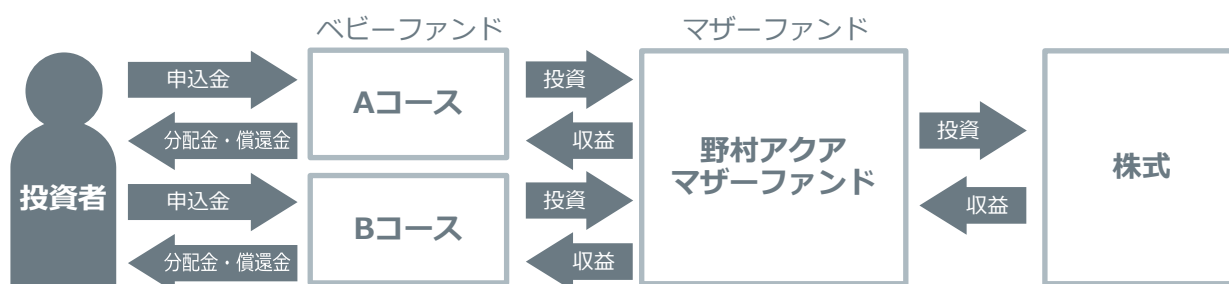 ベビーファンド
マザーファンド
投資者
申込金
分配金・償還金
申込金
分配金・償還金
Aコース
Bコース
投資
収益
投資
収益
野村アクア
マザーファンド
投資
収益
株式